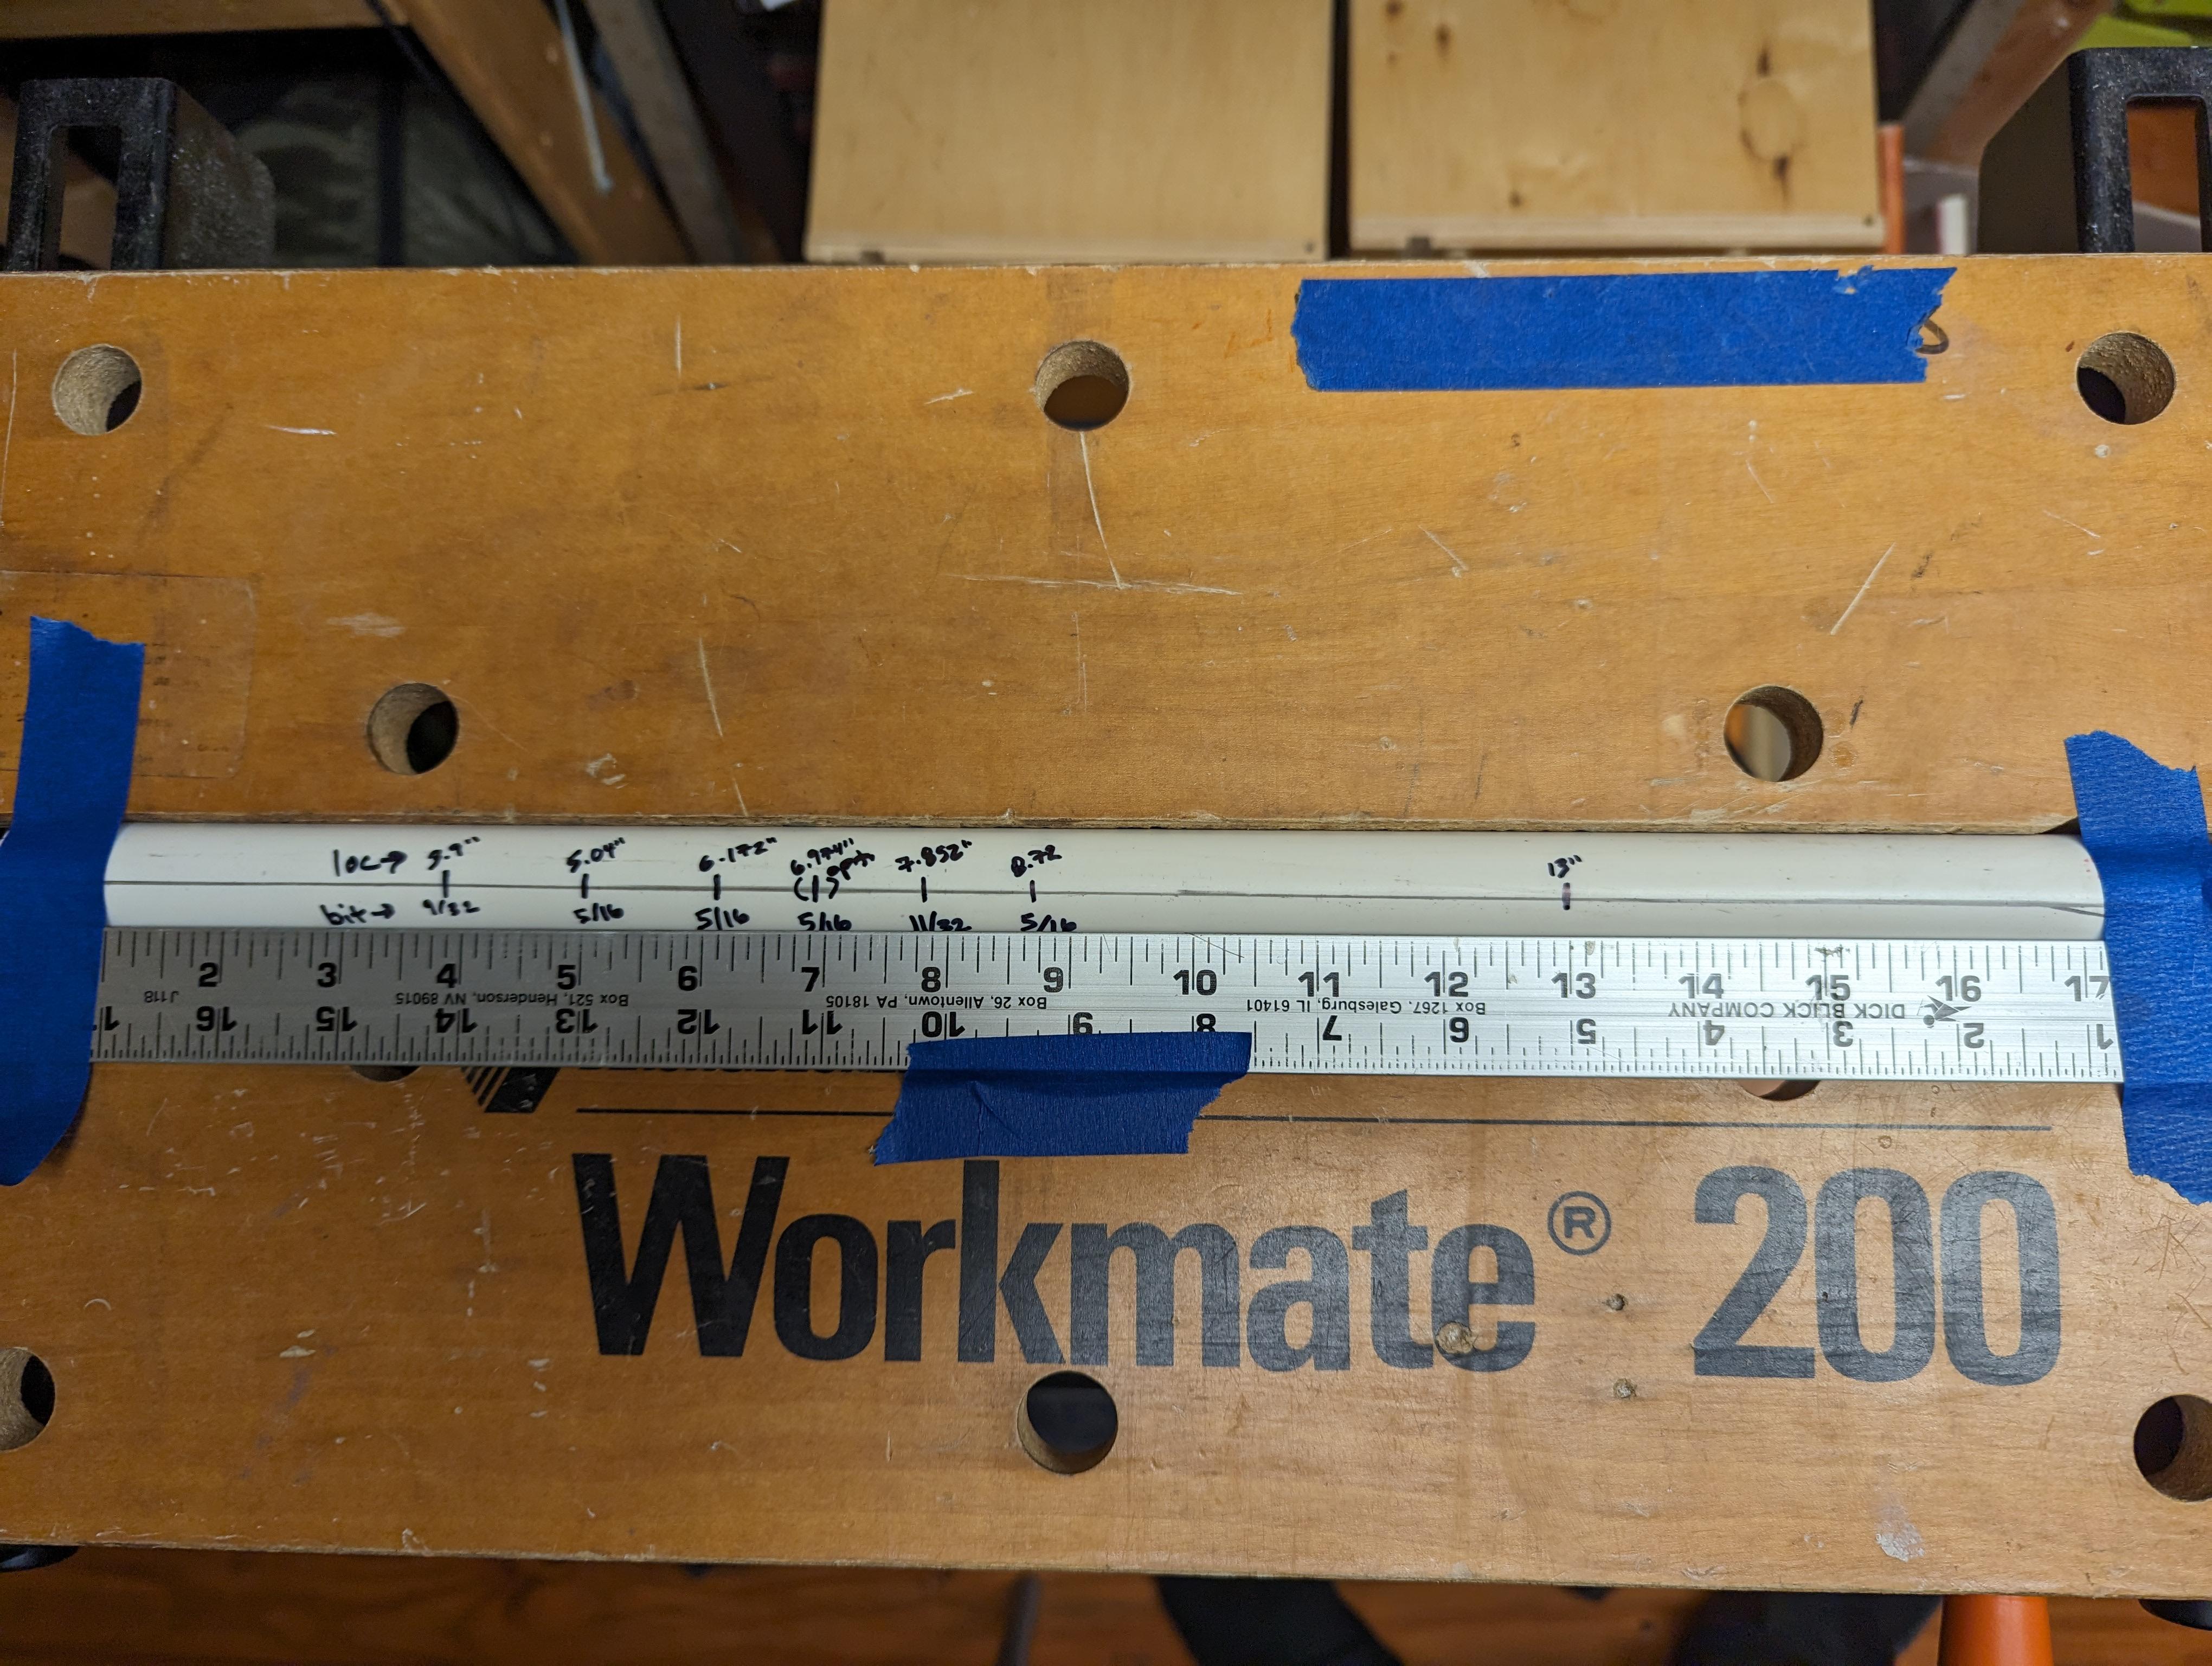 loc→ 3.9" 5.04" 6.172" 6.974" opt 7.852" 8.72 13"
bit→ 9/32 5/16 5/16 5/16 11/32 5/16
2 3 4 5 6 7 8 9 10 11 12 13 14 15 16 17
J118 Box 521, Henderson, NV 89015 Box 26, Allentown, PA 18105 Box 1267, Galesburg, IL 61401 DICK BLICK COMPANY
16 15 14 13 12 11 10 9 8 7 6 5 4 3 2 1
Workmate® 200